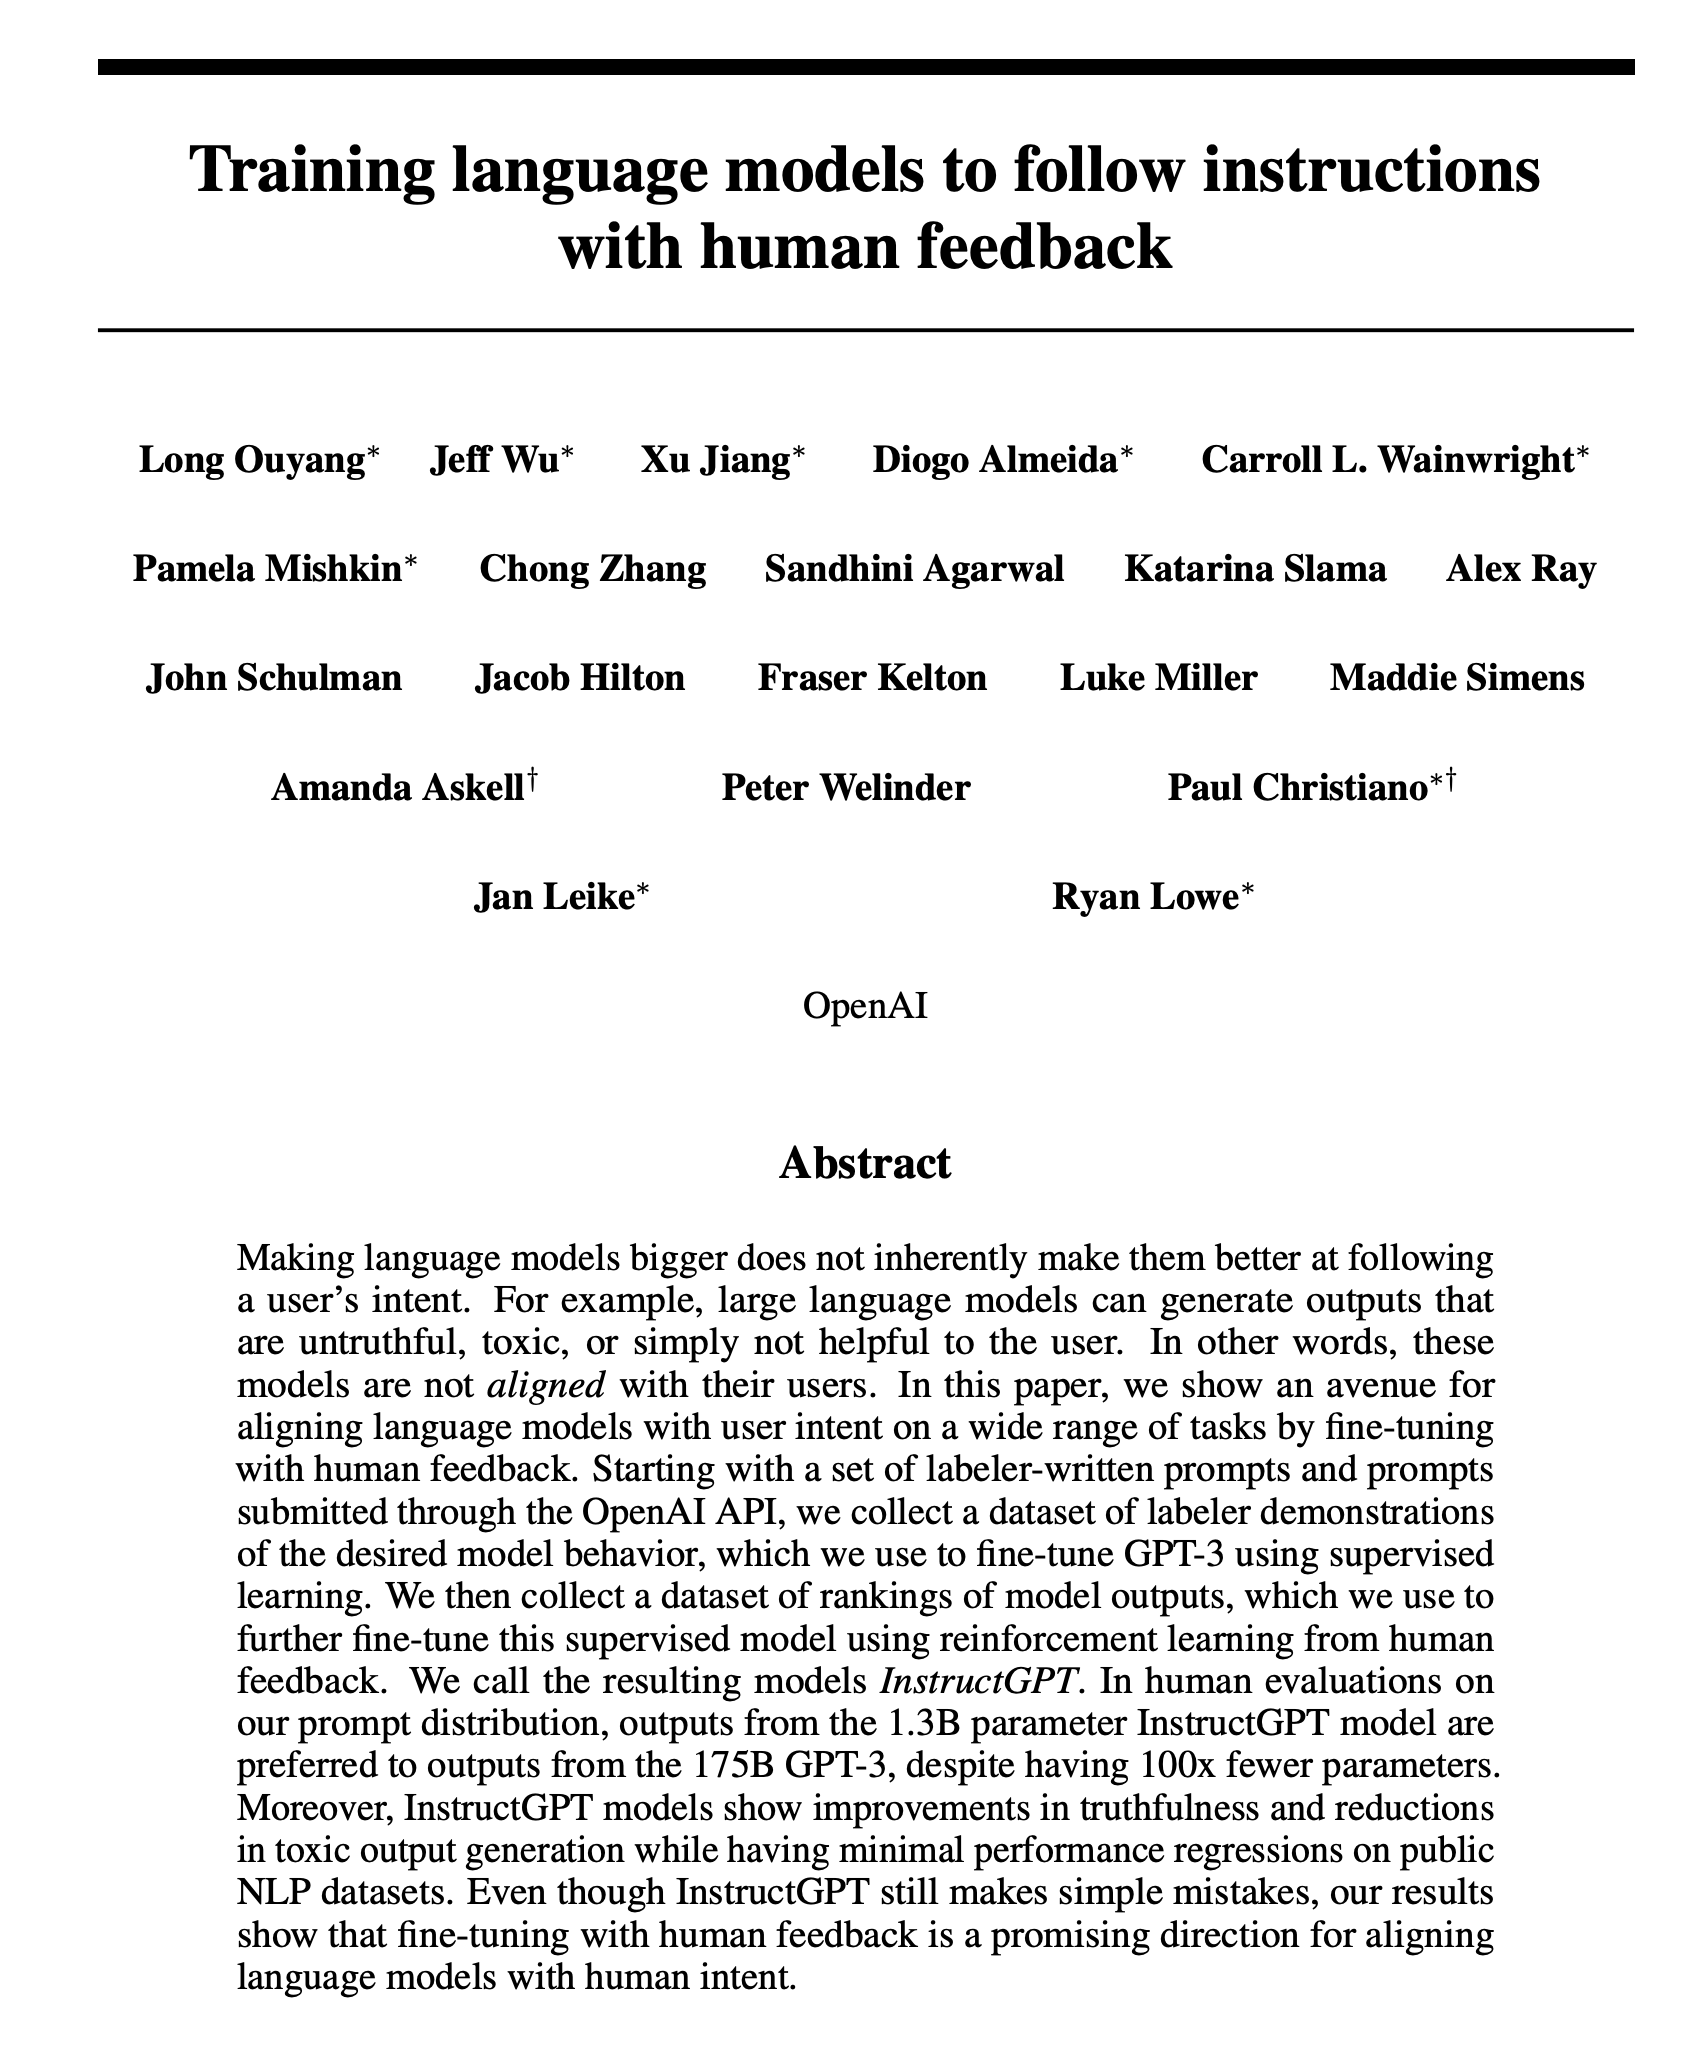 Training language models to follow instructions
with human feedback
Long Ouyang* Jeff Wu* Xu Jiang* Diogo Almeida* Carroll L. Wainwright*
Pamela Mishkin* Chong Zhang Sandhini Agarwal Katarina Slama Alex Ray
John Schulman Jacob Hilton Fraser Kelton Luke Miller Maddie Simens
Amanda Askell† Peter Welinder Paul Christiano*†
Jan Leike* Ryan Lowe*
OpenAI
Abstract
Making language models bigger does not inherently make them better at following
a user's intent. For example, large language models can generate outputs that
are untruthful, toxic, or simply not helpful to the user. In other words, these
models are not aligned with their users. In this paper, we show an avenue for
aligning language models with user intent on a wide range of tasks by fine-tuning
with human feedback. Starting with a set of labeler-written prompts and prompts
submitted through the OpenAI API, we collect a dataset of labeler demonstrations
of the desired model behavior, which we use to fine-tune GPT-3 using supervised
learning. We then collect a dataset of rankings of model outputs, which we use to
further fine-tune this supervised model using reinforcement learning from human
feedback. We call the resulting models InstructGPT. In human evaluations on
our prompt distribution, outputs from the 1.3B parameter InstructGPT model are
preferred to outputs from the 175B GPT-3, despite having 100x fewer parameters.
Moreover, InstructGPT models show improvements in truthfulness and reductions
in toxic output generation while having minimal performance regressions on public
NLP datasets. Even though InstructGPT still makes simple mistakes, our results
show that fine-tuning with human feedback is a promising direction for aligning
language models with human intent.